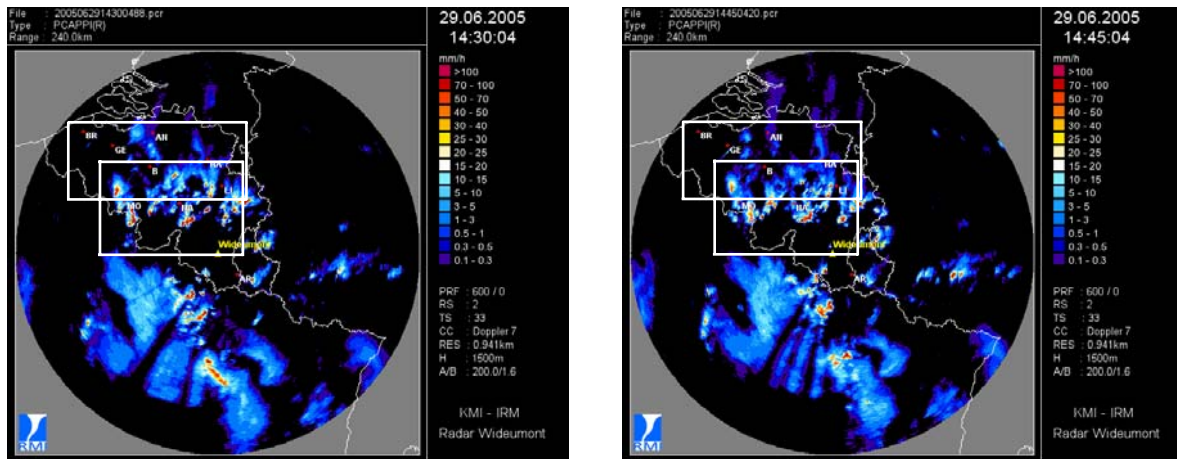 File : 2005062914300488.pcr
Type : PCAPPI(R)
Range : 240.0km
29.06.2005
14:30:04
mm/h
>100
70 - 100
50 - 70
40 - 50
30 - 40
25 - 30
20 - 25
15 - 20
10 - 15
5 - 10
3 - 5
1 - 3
0.5 - 1
0.3 - 0.5
0.1 - 0.3
BR
AN
GE
B
HA
LI
MO
NA
Wideumont
AR
PRF : 600 / 0
RS : 2
TS : 33
CC : Doppler 7
RES : 0.941km
H : 1500m
A/B : 200.0/1.6
KMI - IRM
Radar Wideumont
RMI
File : 2005062914450420.pcr
Type : PCAPPI(R)
Range : 240.0km
29.06.2005
14:45:04
mm/h
>100
70 - 100
50 - 70
40 - 50
30 - 40
25 - 30
20 - 25
15 - 20
10 - 15
5 - 10
3 - 5
1 - 3
0.5 - 1
0.3 - 0.5
0.1 - 0.3
BR
AN
GE
B
HA
LI
MO
NA
Wideumont
AR
PRF : 600 / 0
RS : 2
TS : 33
CC : Doppler 7
RES : 0.941km
H : 1500m
A/B : 200.0/1.6
KMI - IRM
Radar Wideumont
RMI